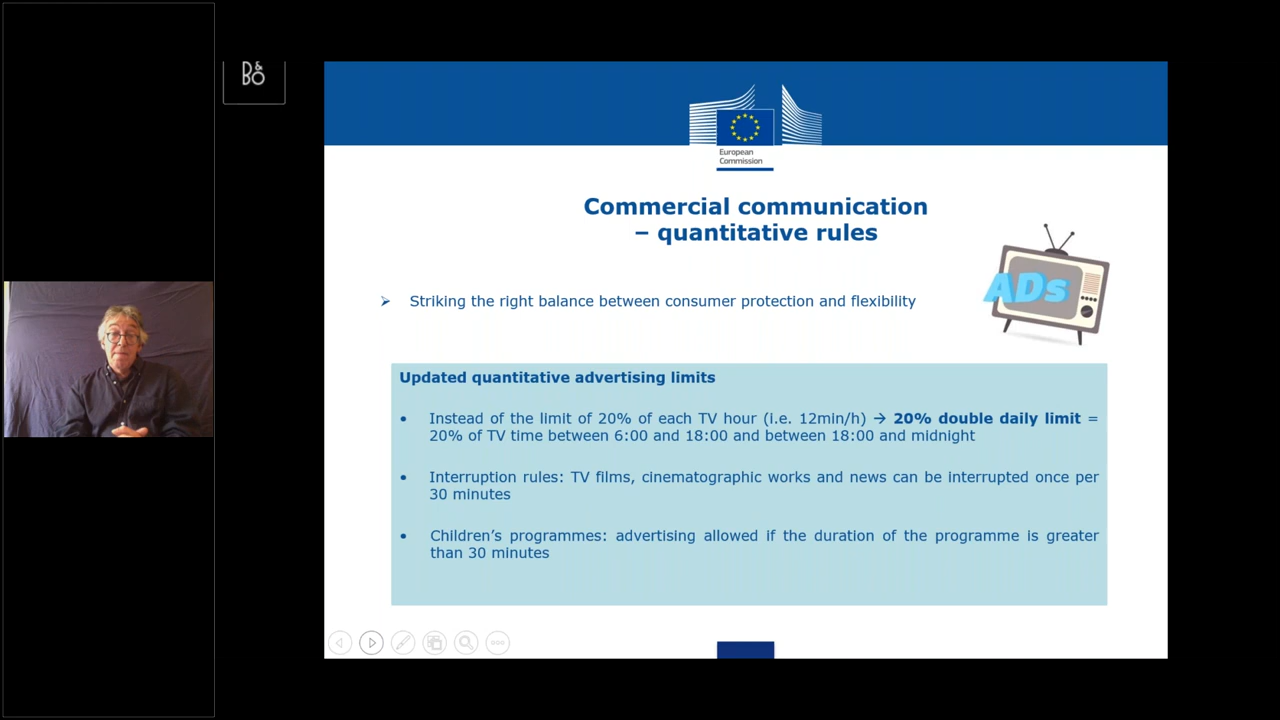 B&
BO
European
Commission
Commercial communication
– quantitative rules
ADs
➢ Striking the right balance between consumer protection and flexibility
Updated quantitative advertising limits
• Instead of the limit of 20% of each TV hour (i.e. 12min/h) → 20% double daily limit =
20% of TV time between 6:00 and 18:00 and between 18:00 and midnight
• Interruption rules: TV films, cinematographic works and news can be interrupted once per
30 minutes
• Children’s programmes: advertising allowed if the duration of the programme is greater
than 30 minutes